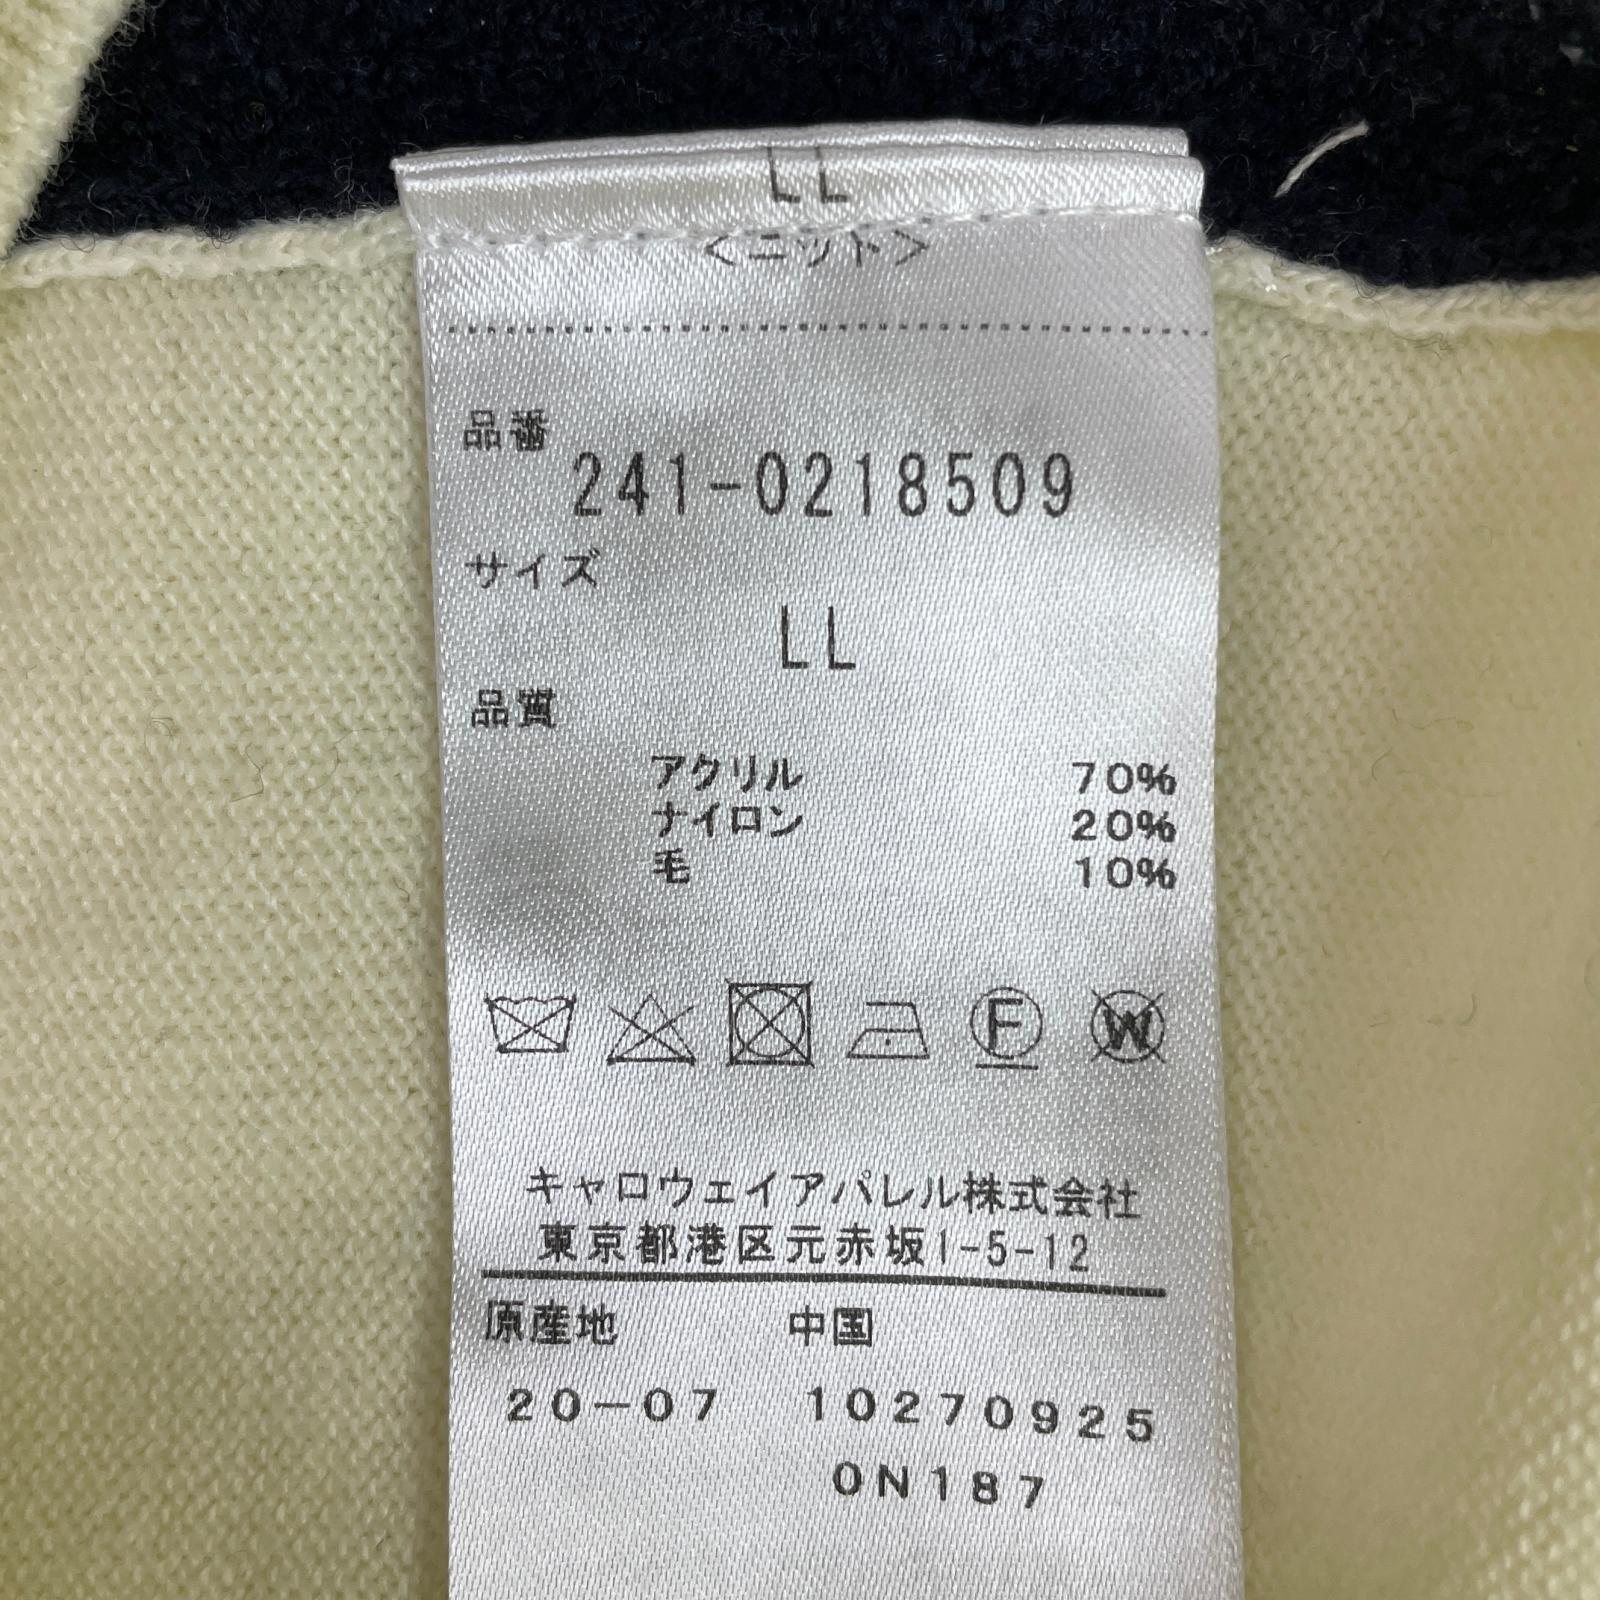 LL
<ニット>
品番
241-0218509
サイズ
LL
品質
アクリル 70%
ナイロン 20%
毛 10%
F W
キャロウェイアパレル株式会社
東京都港区元赤坂1-5-12
原産地 中国
20-07 10270925
0N187